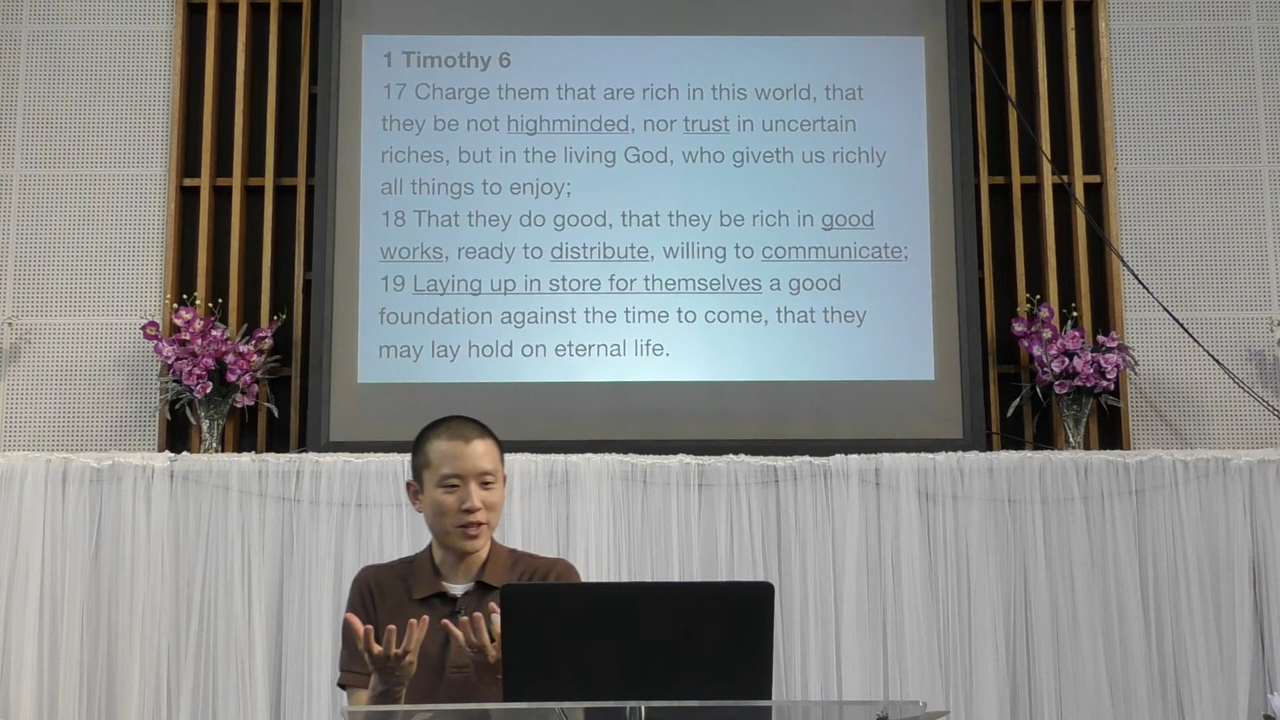 1 Timothy 6
17 Charge them that are rich in this world, that
they be not highminded, nor trust in uncertain
riches, but in the living God, who giveth us richly
all things to enjoy;
18 That they do good, that they be rich in good
works, ready to distribute, willing to communicate;
19 Laying up in store for themselves a good
foundation against the time to come, that they
may lay hold on eternal life.